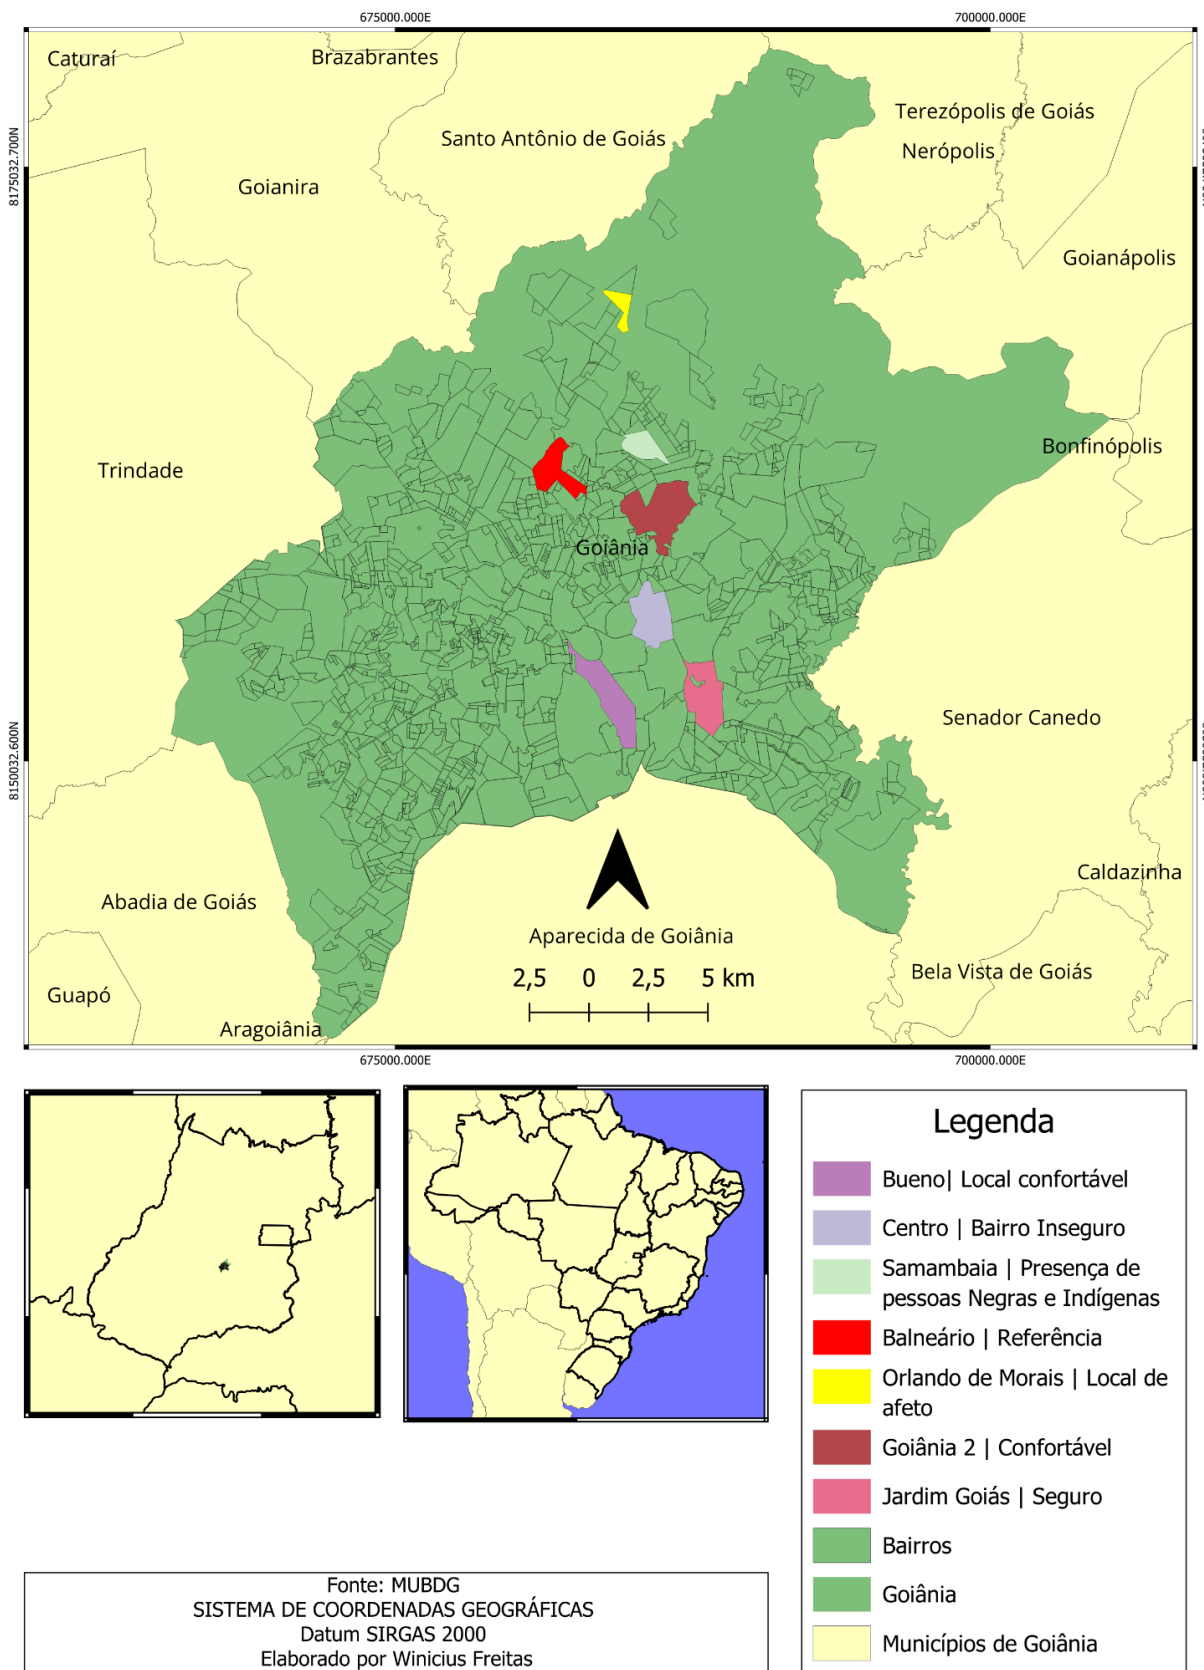 675000.000E
700000.000E
Caturaí
Brazabrantes
Terezópolis de Goiás
Santo Antônio de Goiás
Nerópolis
8175032.700N
Goianira
Goianápolis
Bonfinópolis
Trindade
Goiânia
Senador Canedo
8150032.600N
Caldazinha
Abadia de Goiás
Aparecida de Goiânia
Bela Vista de Goiás
2,5 0 2,5 5 km
Guapó
Aragoiânia
675000.000E
700000.000E
Legenda
Bueno| Local confortável
Centro | Bairro Inseguro
Samambaia | Presença de
pessoas Negras e Indígenas
Balneário | Referência
Orlando de Morais | Local de
afeto
Goiânia 2 | Confortável
Jardim Goiás | Seguro
Bairros
Goiânia
Municípios de Goiânia
Fonte: MUBDG
SISTEMA DE COORDENADAS GEOGRÁFICAS
Datum SIRGAS 2000
Elaborado por Winicius Freitas